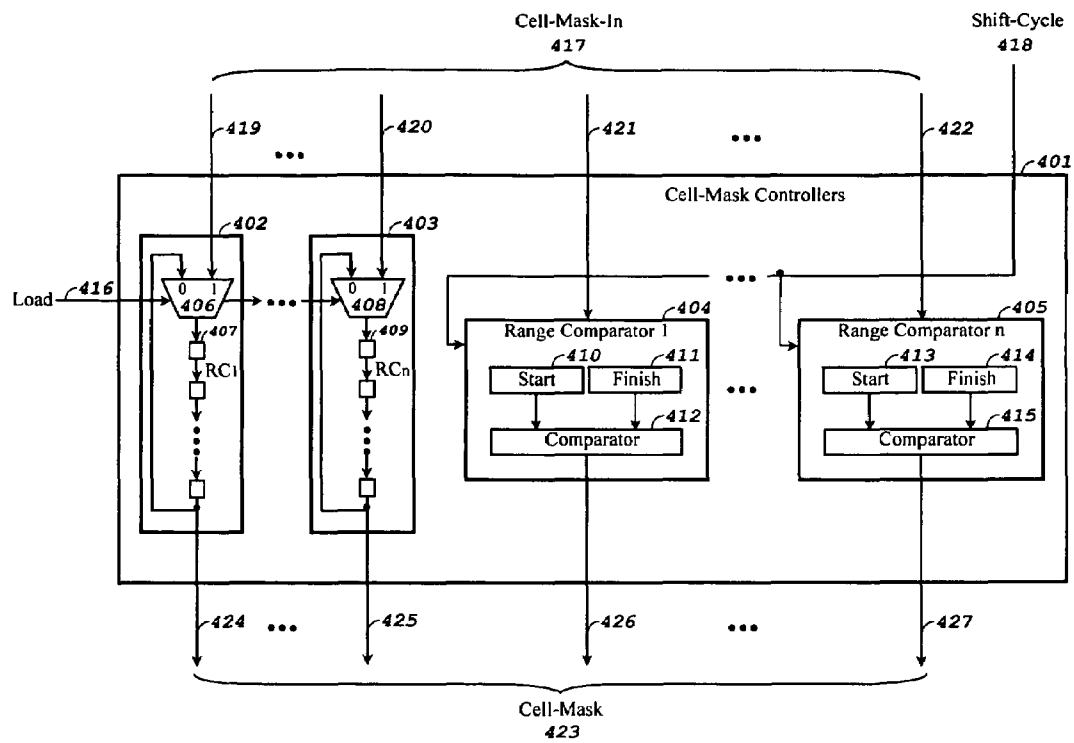 Cell-Mask-In
417
Shift-Cycle
418
419
420
421
422
401
Cell-Mask Controllers
402
403
Load
416
0 1
406
0 1
408
407
409
RC1
RCn
404
Range Comparator 1
410
411
Start
Finish
412
Comparator
405
Range Comparator n
413
414
Start
Finish
415
Comparator
424
425
426
427
Cell-Mask
423